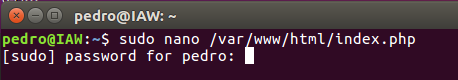 pedro@IAW: ~
pedro@IAW:~$ sudo nano /var/www/html/index.php
[sudo] password for pedro: